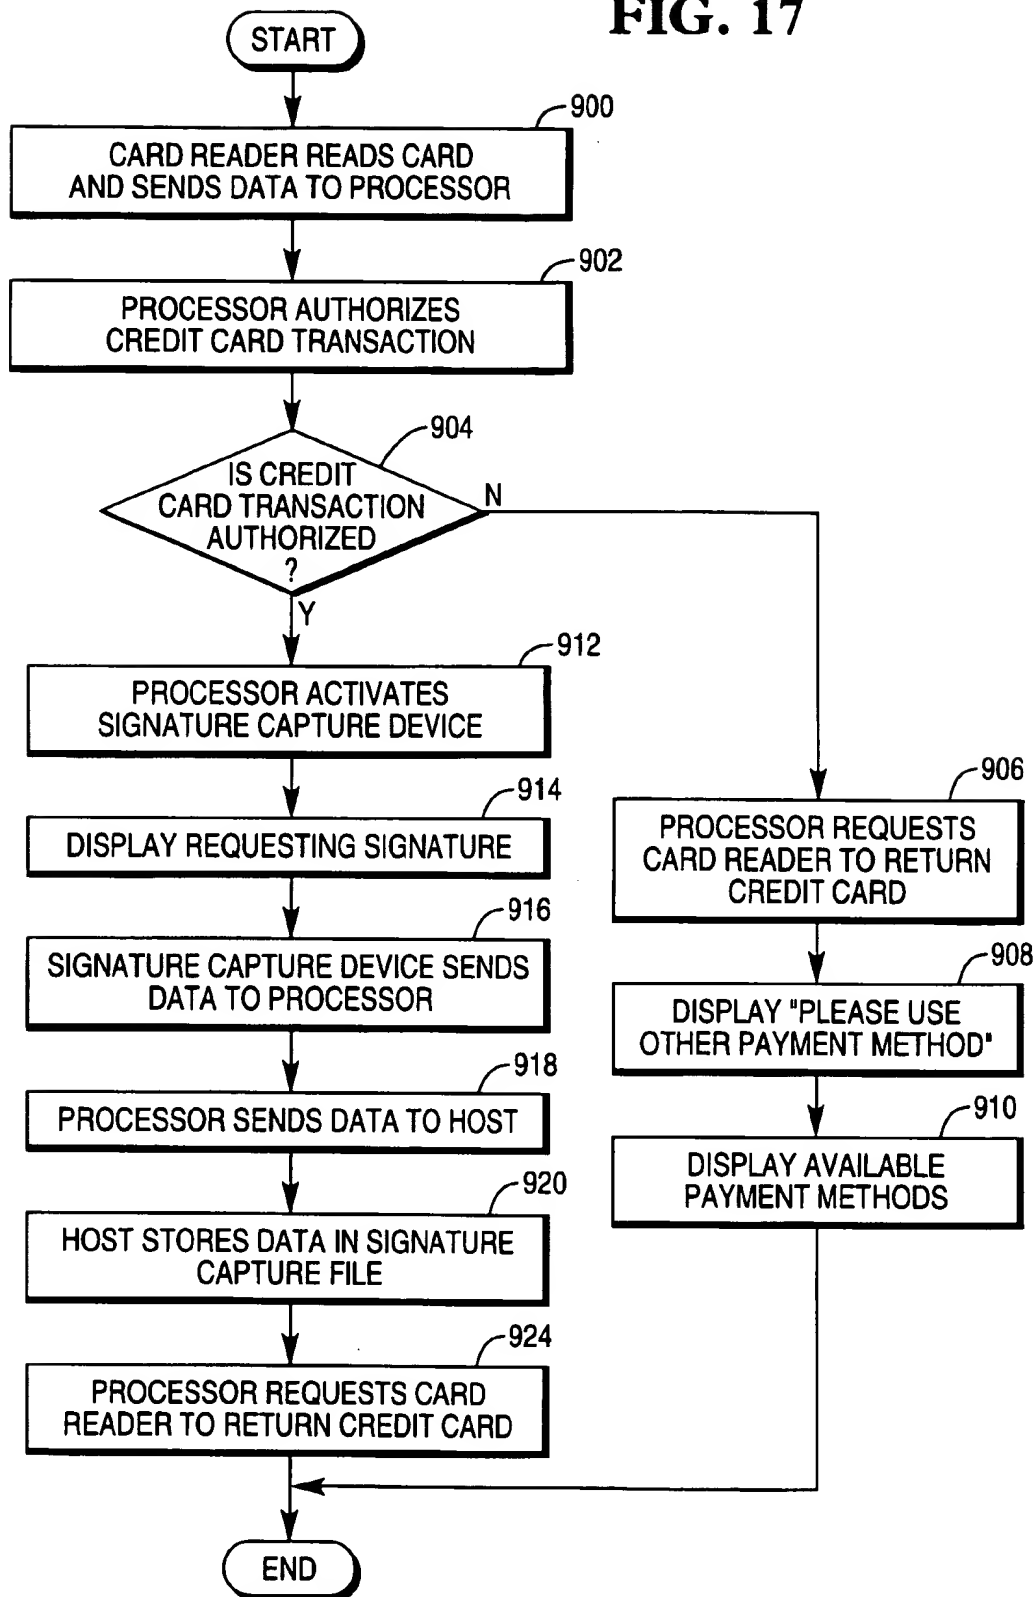 FIG. 17
START
900
CARD READER READS CARD
AND SENDS DATA TO PROCESSOR
902
PROCESSOR AUTHORIZES
CREDIT CARD TRANSACTION
904
IS CREDIT
CARD TRANSACTION
AUTHORIZED
?
N
Y
912
PROCESSOR ACTIVATES
SIGNATURE CAPTURE DEVICE
914
DISPLAY REQUESTING SIGNATURE
916
SIGNATURE CAPTURE DEVICE SENDS
DATA TO PROCESSOR
918
PROCESSOR SENDS DATA TO HOST
920
HOST STORES DATA IN SIGNATURE
CAPTURE FILE
924
PROCESSOR REQUESTS CARD
READER TO RETURN CREDIT CARD
906
PROCESSOR REQUESTS
CARD READER TO RETURN
CREDIT CARD
908
DISPLAY "PLEASE USE
OTHER PAYMENT METHOD"
910
DISPLAY AVAILABLE
PAYMENT METHODS
END